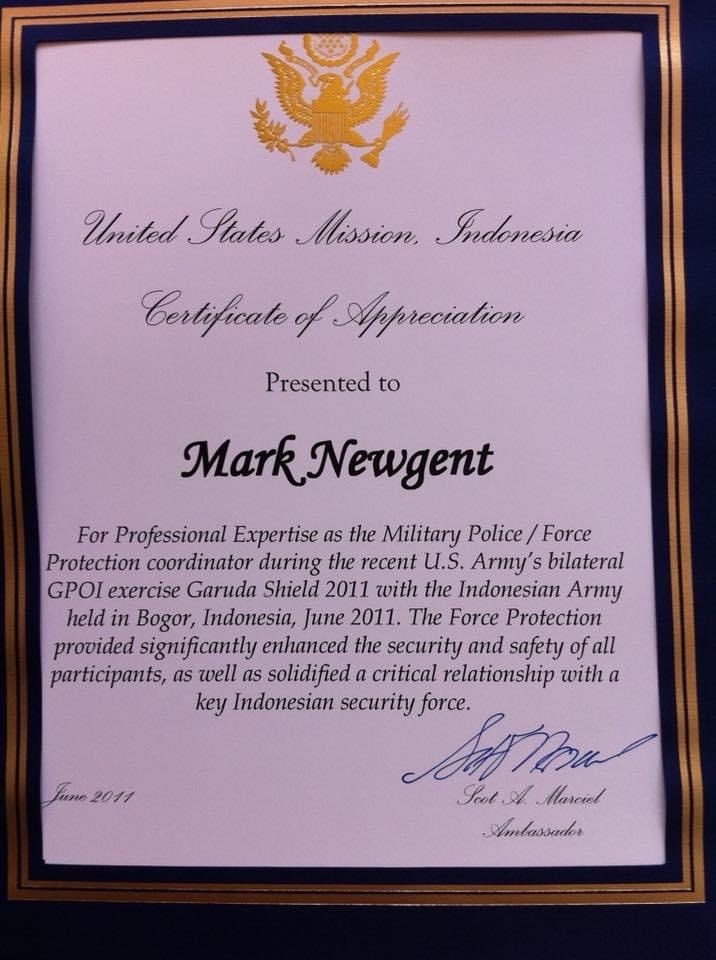 United States Mission, Indonesia
Certificate of Appreciation
Presented to
Mark Newgent
For Professional Expertise as the Military Police / Force
Protection coordinator during the recent U.S. Army's bilateral
GPOI exercise Garuda Shield 2011 with the Indonesian Army
held in Bogor, Indonesia, June 2011. The Force Protection
provided significantly enhanced the security and safety of all
participants, as well as solidified a critical relationship with a
key Indonesian security force.
June 2011
Scot A. Marciel
Ambassador